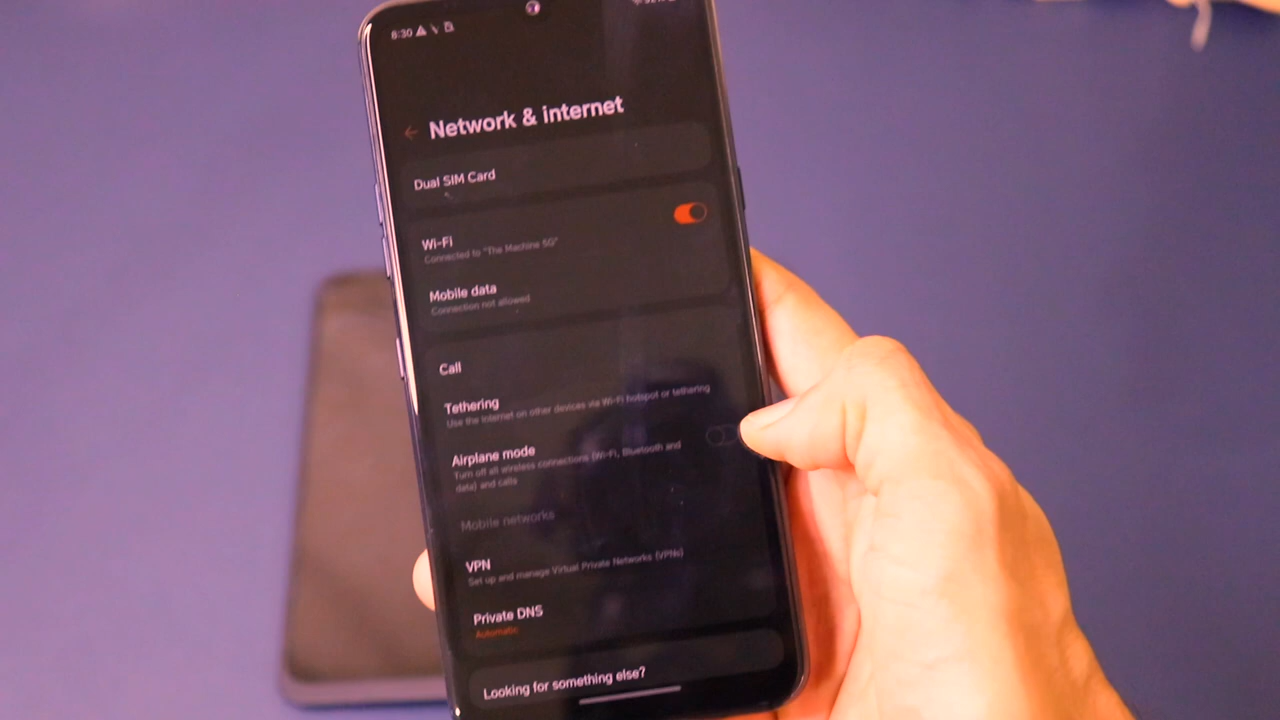 8:30
Network & internet
Dual SIM Card
Wi-Fi
Connected to "The Machine 5G"
Mobile data
Connection not allowed
Call
Tethering
Use the Internet on other devices via Wi-Fi hotspot or tethering
Airplane mode
Turn off all wireless connections (Wi-Fi, Bluetooth and
data) and calls
Mobile networks
VPN
Set up and manage Virtual Private Networks (VPNs)
Private DNS
Automatic
Looking for something else?